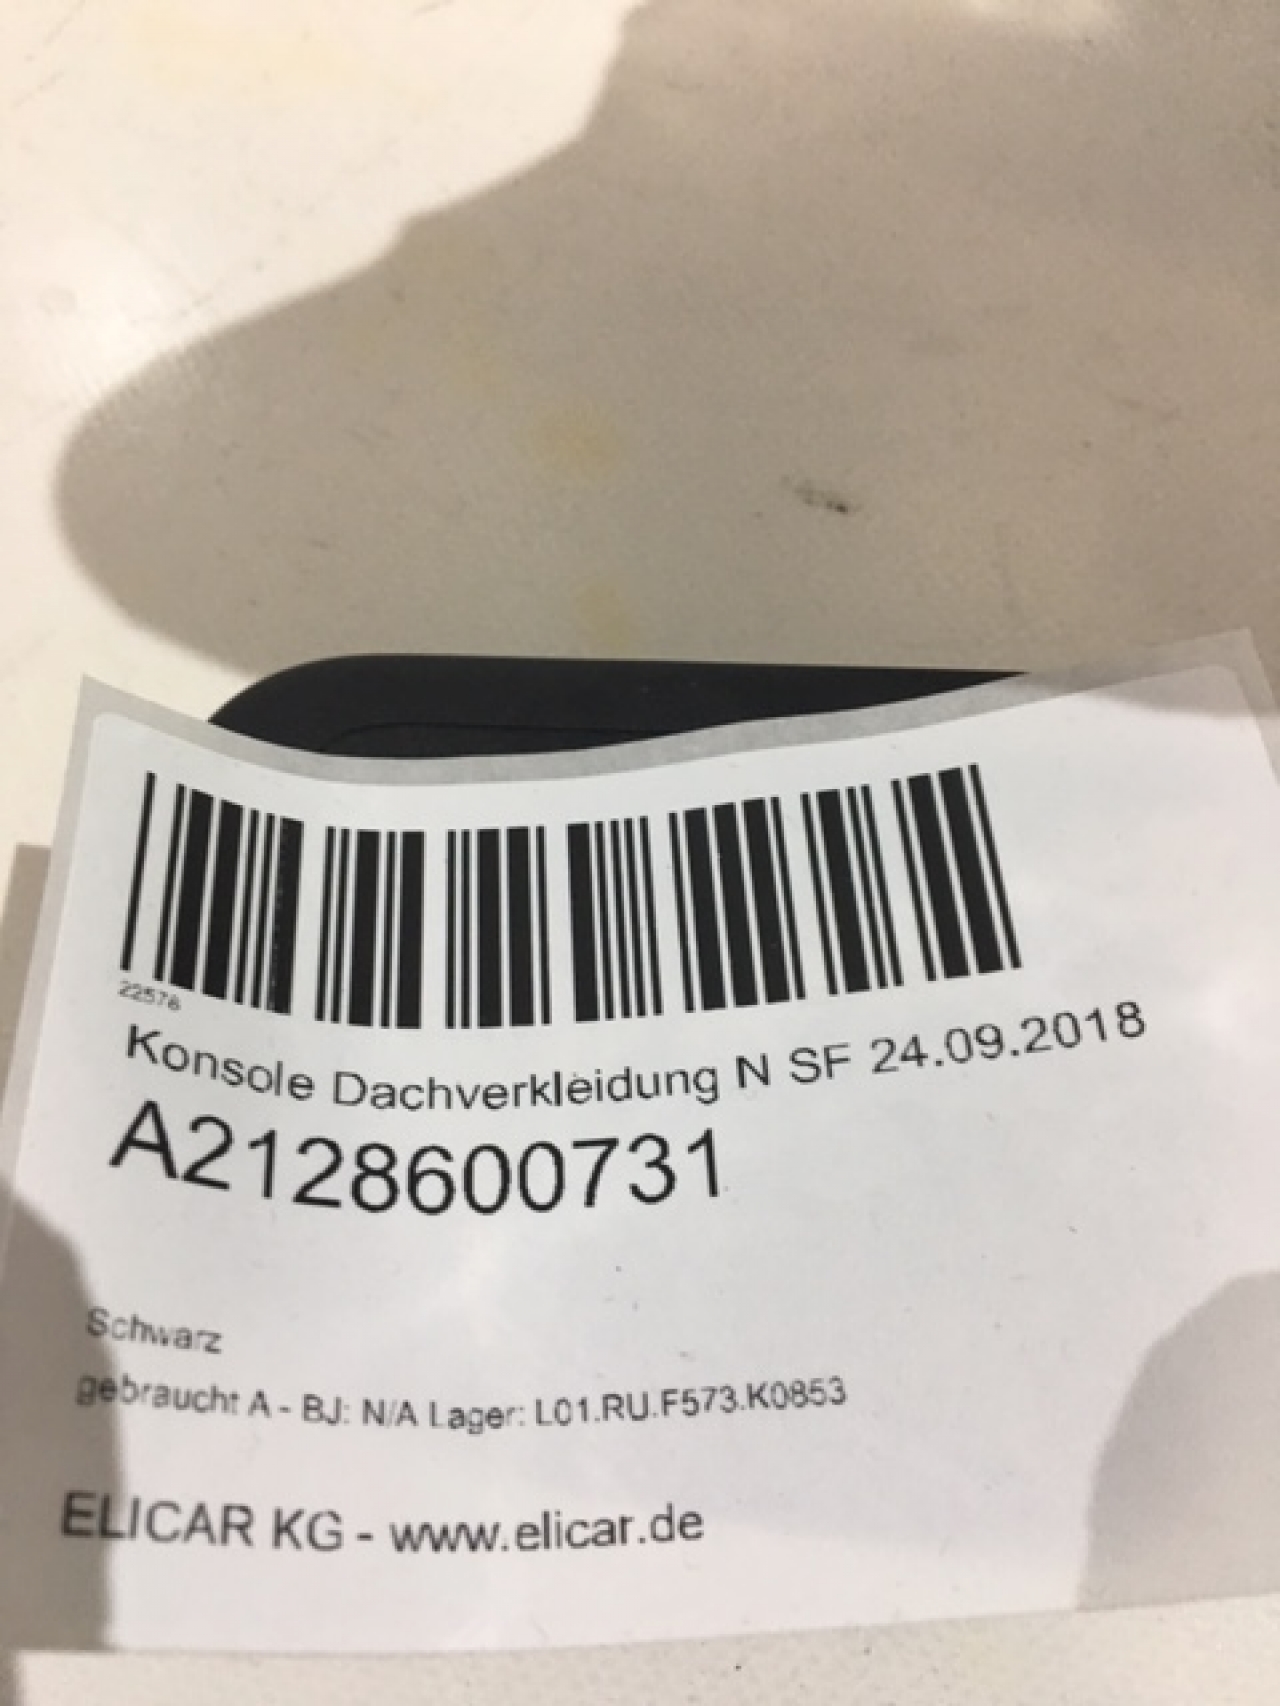 22578
Konsole Dachverkleidung N SF 24.09.2018
A2128600731
Schwarz
gebraucht A - BJ: N/A Lager: L01.RU.F573.K0853
ELICAR KG - www.elicar.de